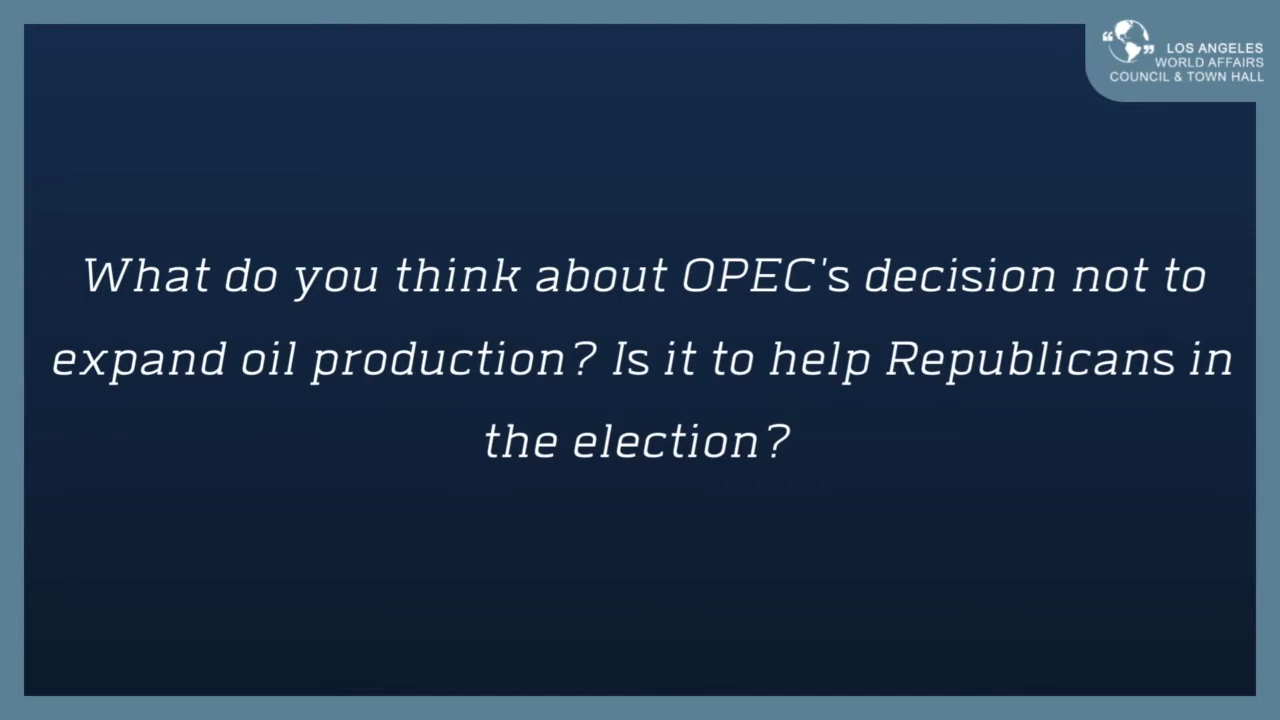 LOS ANGELES
WORLD AFFAIRS
COUNCIL & TOWN HALL
What do you think about OPEC's decision not to
expand oil production? Is it to help Republicans in
the election?